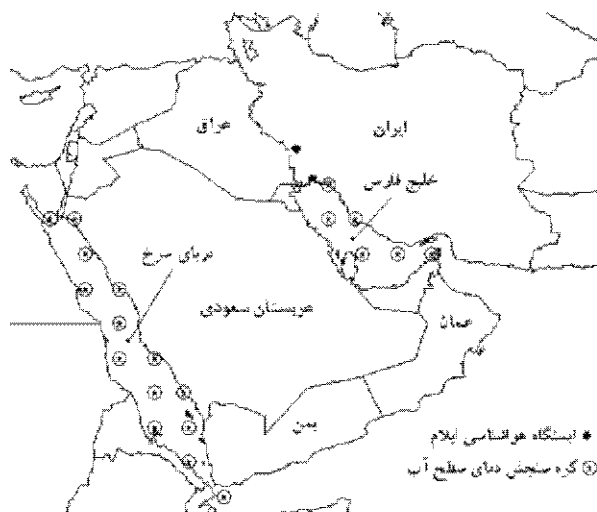 عراق
ایران
خلیج فارس
دریای سرخ
عربستان سعودی
عمان
یمن
ایستگاه هواشناسی ایلام
گره سنجش دمای سطح آب